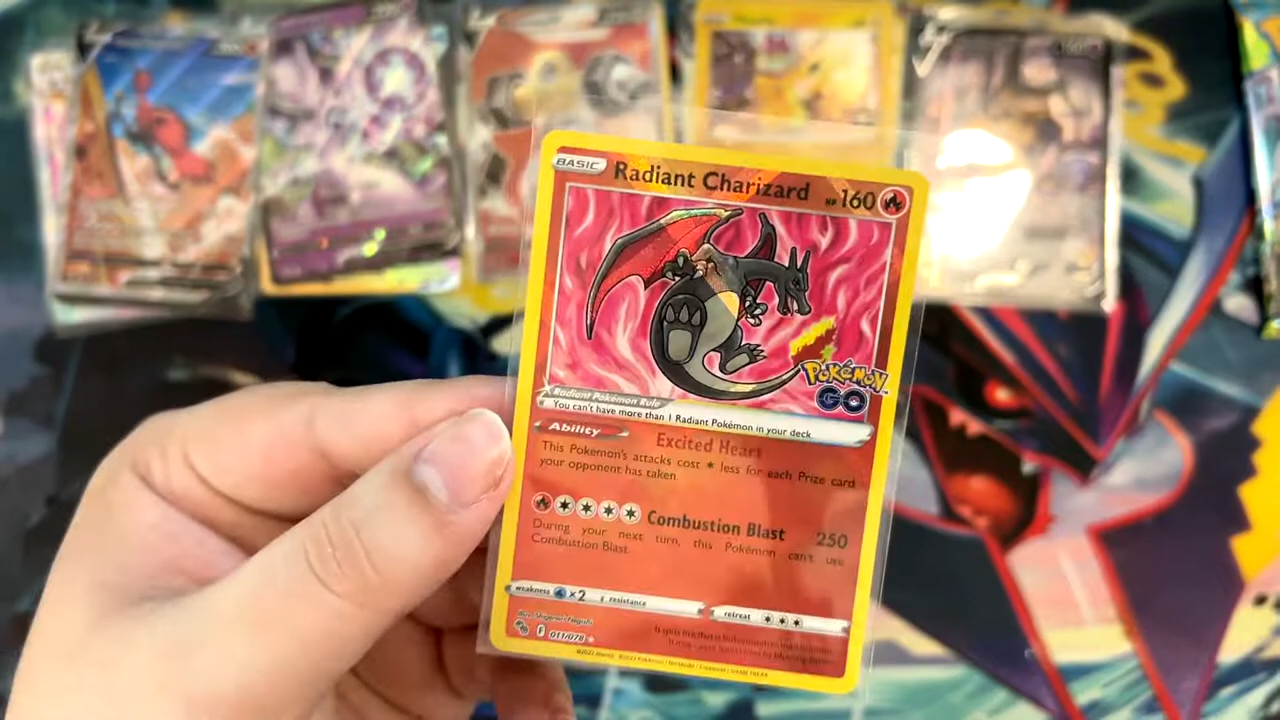 BASIC Radiant Charizard HP 160
POKéMON
GO
Radiant Pokémon Rule
You can't have more than 1 Radiant Pokémon in your deck.
Ability Excited Heart
This Pokémon's attacks cost less for each Prize card
your opponent has taken.
Combustion Blast 250
During your next turn, this Pokémon can't use
Combustion Blast.
weakness ×2 resistance retreat
011/078